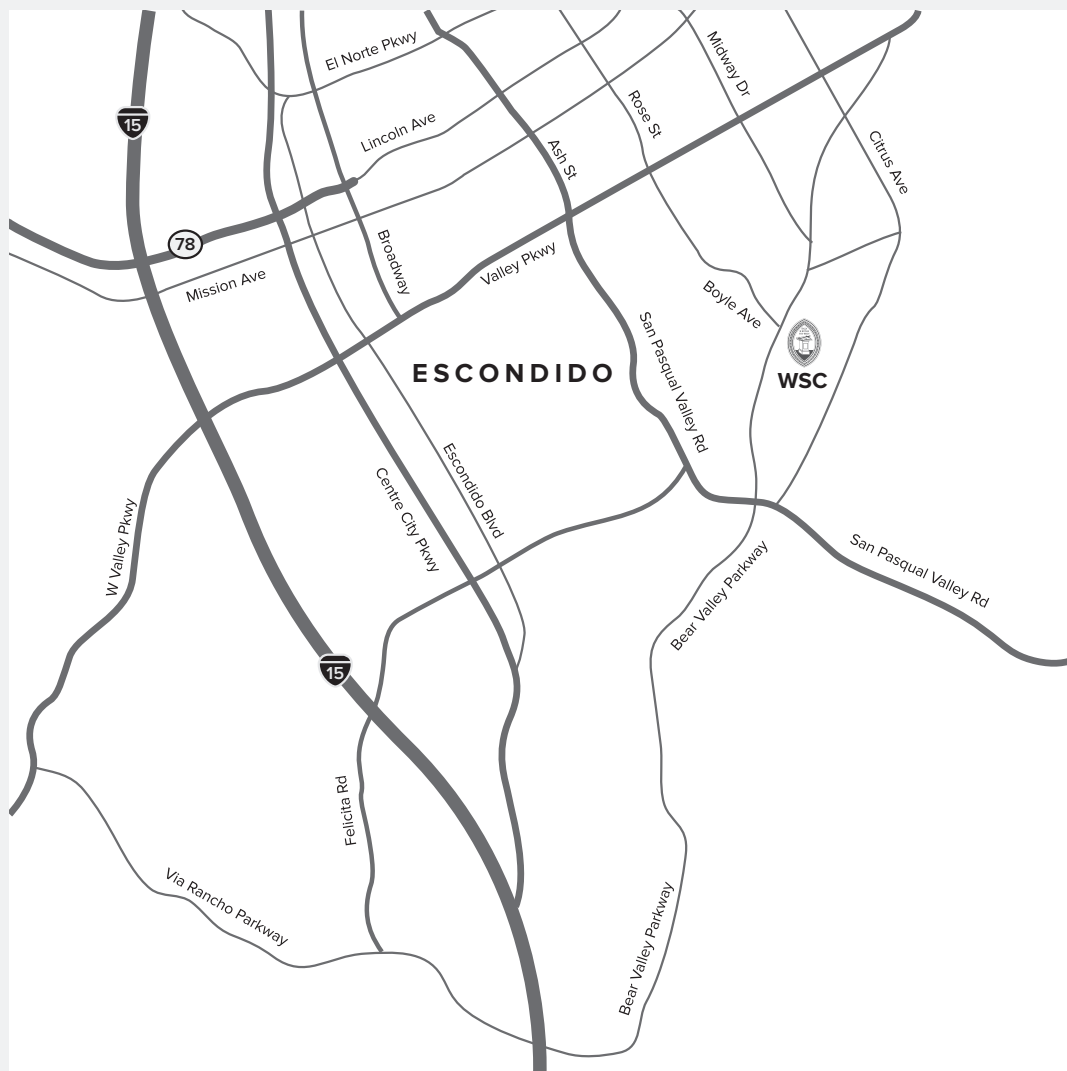 El Norte Pkwy
Midway Dr
15
Rose St
Lincoln Ave
Ash St
Citrus Ave
78
Broadway
Valley Pkwy
Mission Ave
Boyle Ave
San Pasqual Valley Rd
ESCONDIDO
WSC
Escondido Blvd
Centre City Pkwy
W Valley Pkwy
San Pasqual Valley Rd
Bear Valley Parkway
15
Felicita Rd
Via Rancho Parkway
Bear Valley Parkway